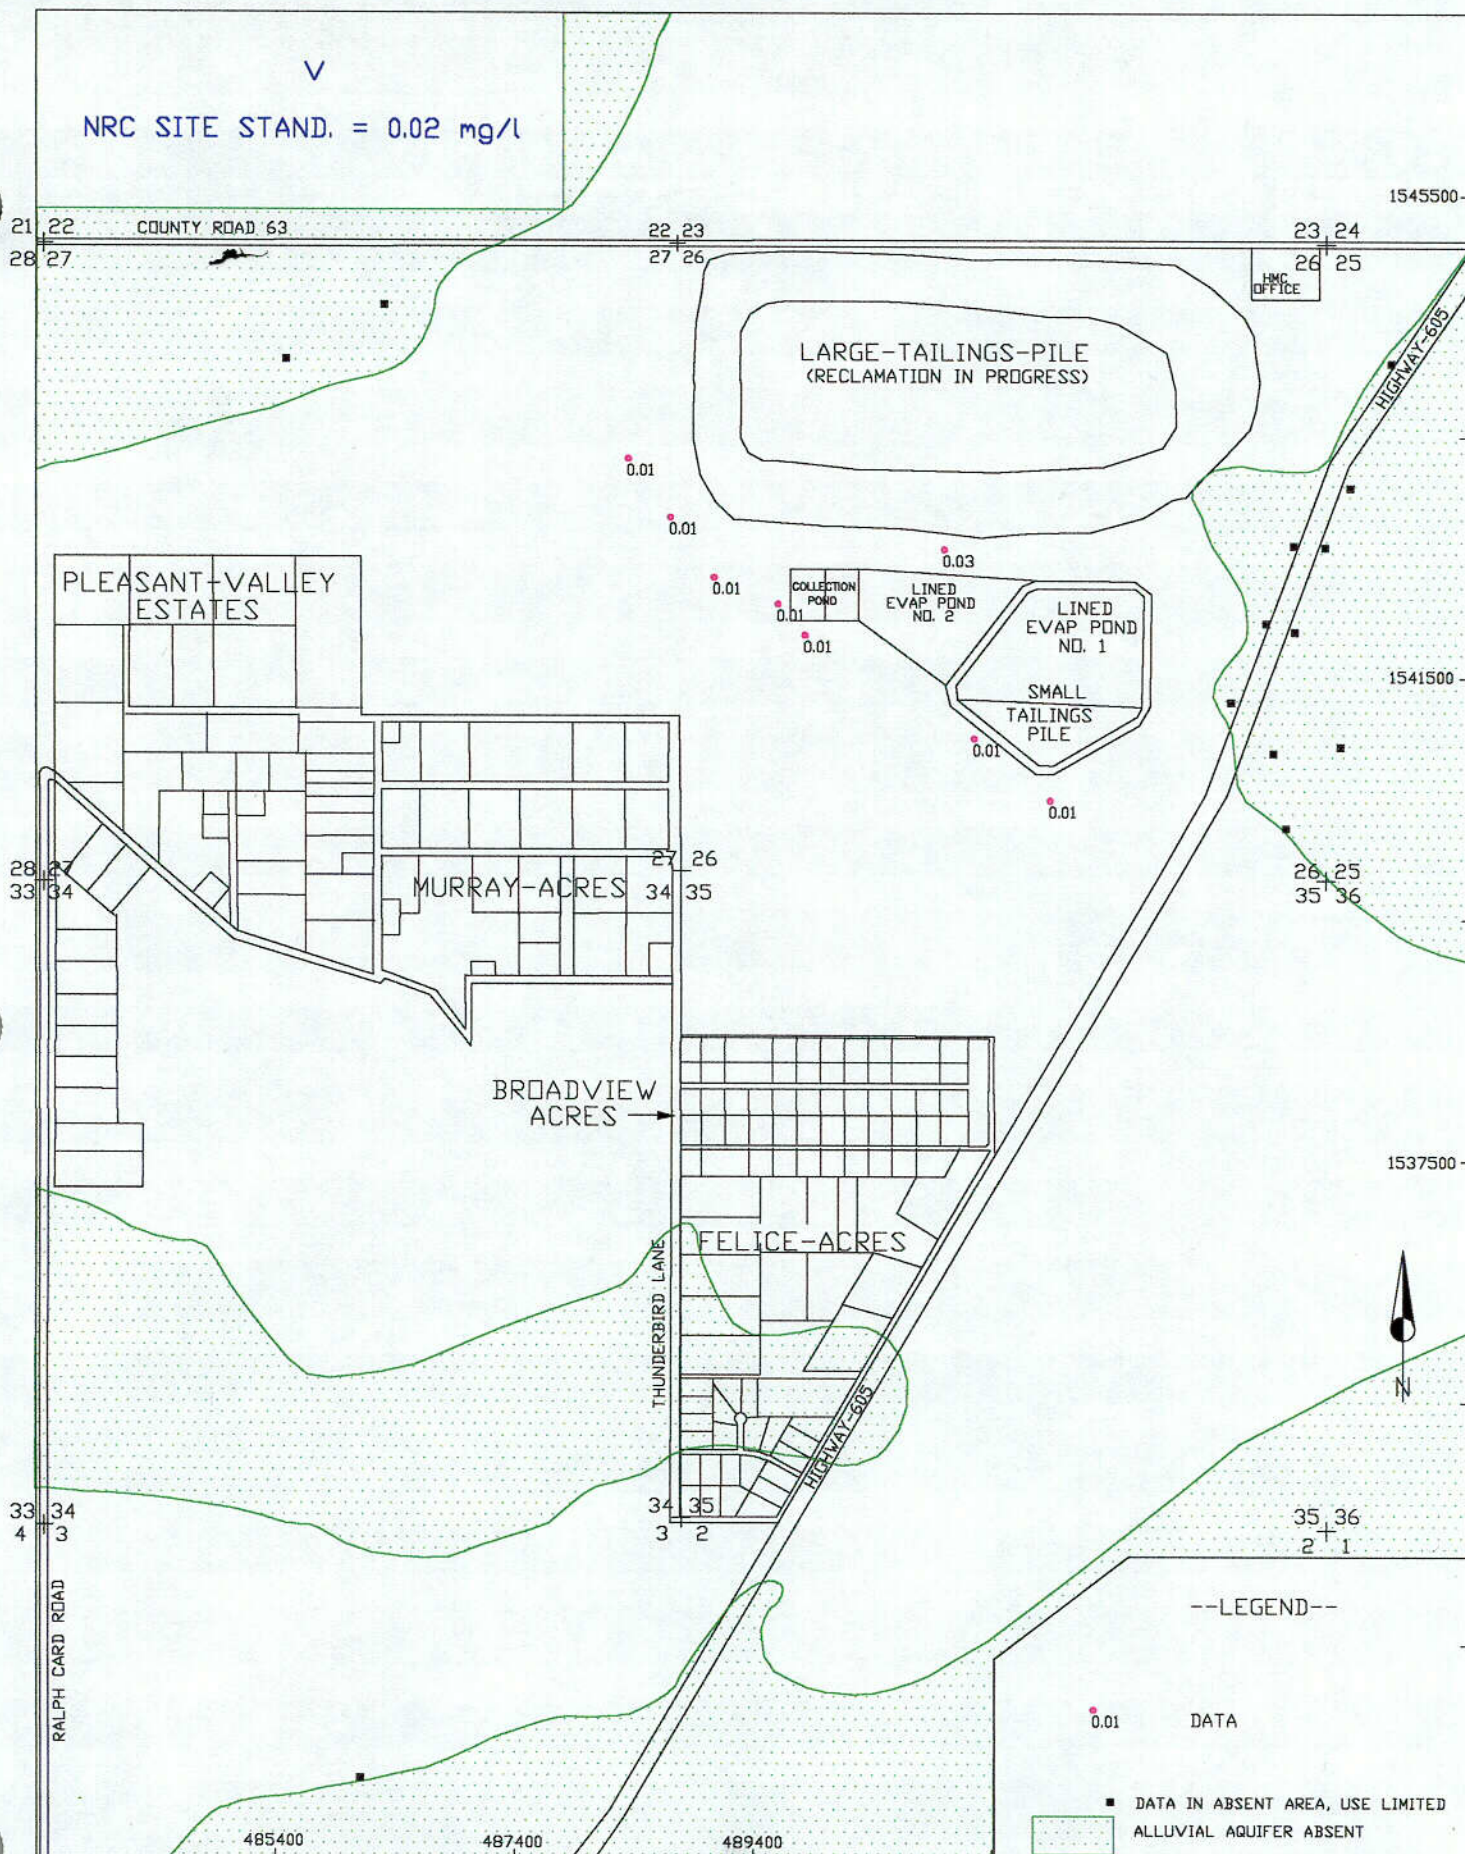 V
NRC SITE STAND. = 0.02 mg/l
1545500
21 22
28 27
COUNTY ROAD 63
22 23
27 26
23 24
26 25
HMC
OFFICE
HIGHWAY-605
LARGE-TAILINGS-PILE
(RECLAMATION IN PROGRESS)
0.01
0.01
0.03
0.01
0.01
0.01
COLLECTION
POND
LINED
EVAP POND
NO. 2
LINED
EVAP POND
NO. 1
PLEASANT-VALLEY
ESTATES
1541500
SMALL
TAILINGS
PILE
0.01
0.01
28 27
33 34
27 26
34 35
MURRAY-ACRES
26 25
35 36
BROADVIEW
ACRES
1537500
FELICE-ACRES
THUNDERBIRD LANE
HIGHWAY-605
N
33 34
4 3
34 35
3 2
35 36
2 1
RALPH CARD ROAD
--LEGEND--
0.01
DATA
DATA IN ABSENT AREA, USE LIMITED
ALLUVIAL AQUIFER ABSENT
485400
487400
489400